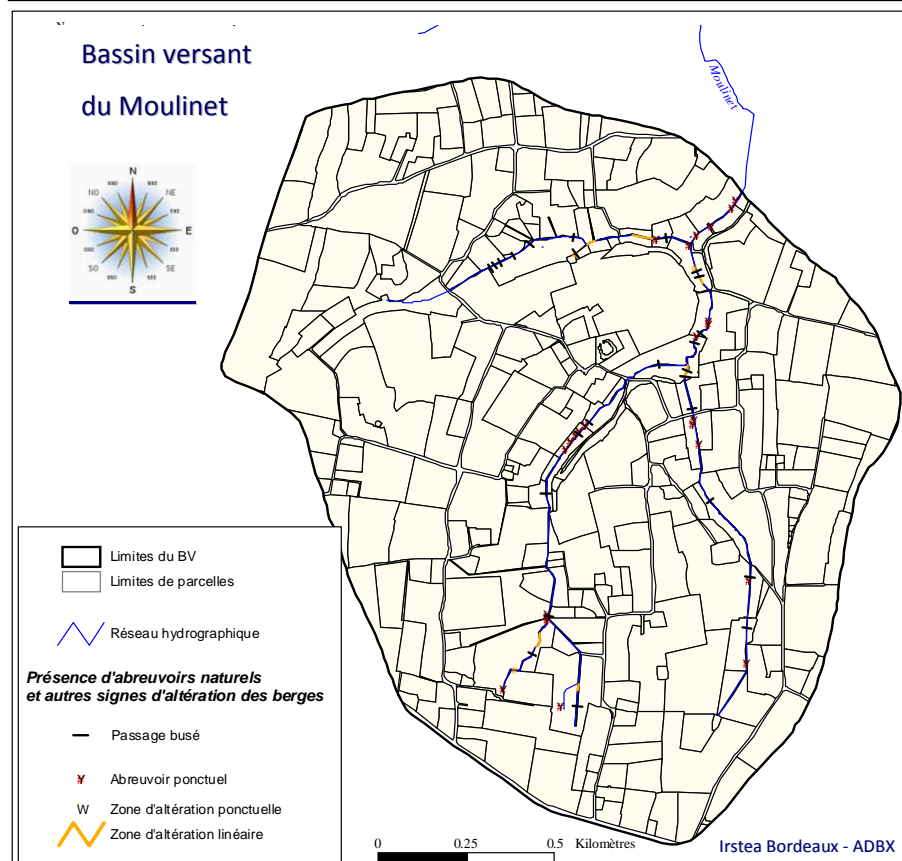 Bassin versant
du Moulinet
Moulinet
N
NO
NE
O
E
SO
SE
S
Limites du BV
Limites de parcelles
Réseau hydrographique
Présence d'abreuvoirs naturels
et autres signes d'altération des berges
Passage busé
Abreuvoir ponctuel
W Zone d'altération ponctuelle
Zone d'altération linéaire
0 0.25 0.5 Kilomètres
Irstea Bordeaux - ADBX